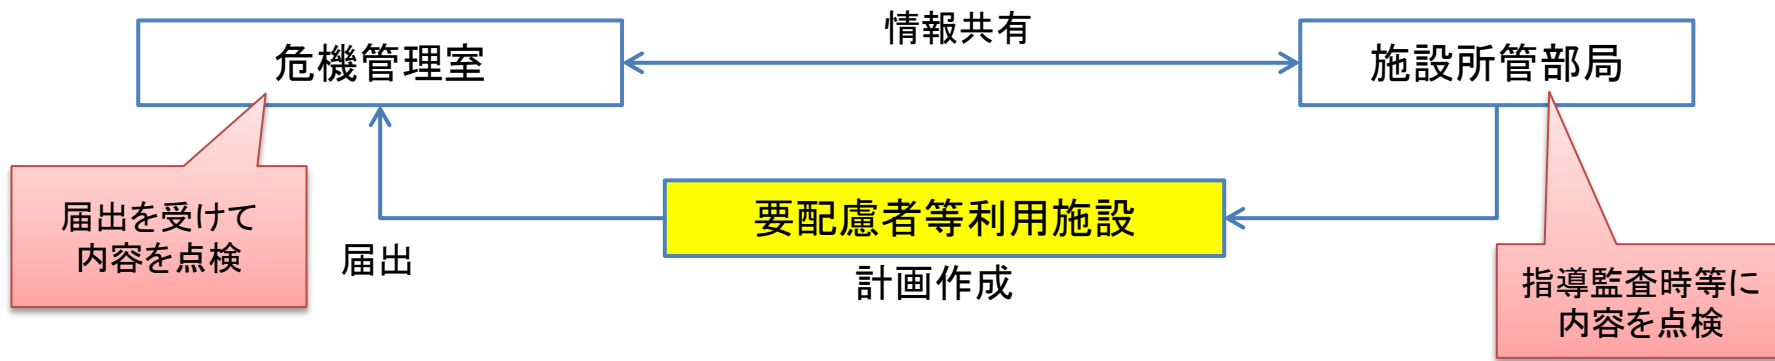 情報共有
危機管理室
施設所管部局
届出を受けて
内容を点検
届出
要配慮者等利用施設
計画作成
指導監査時等に
内容を点検